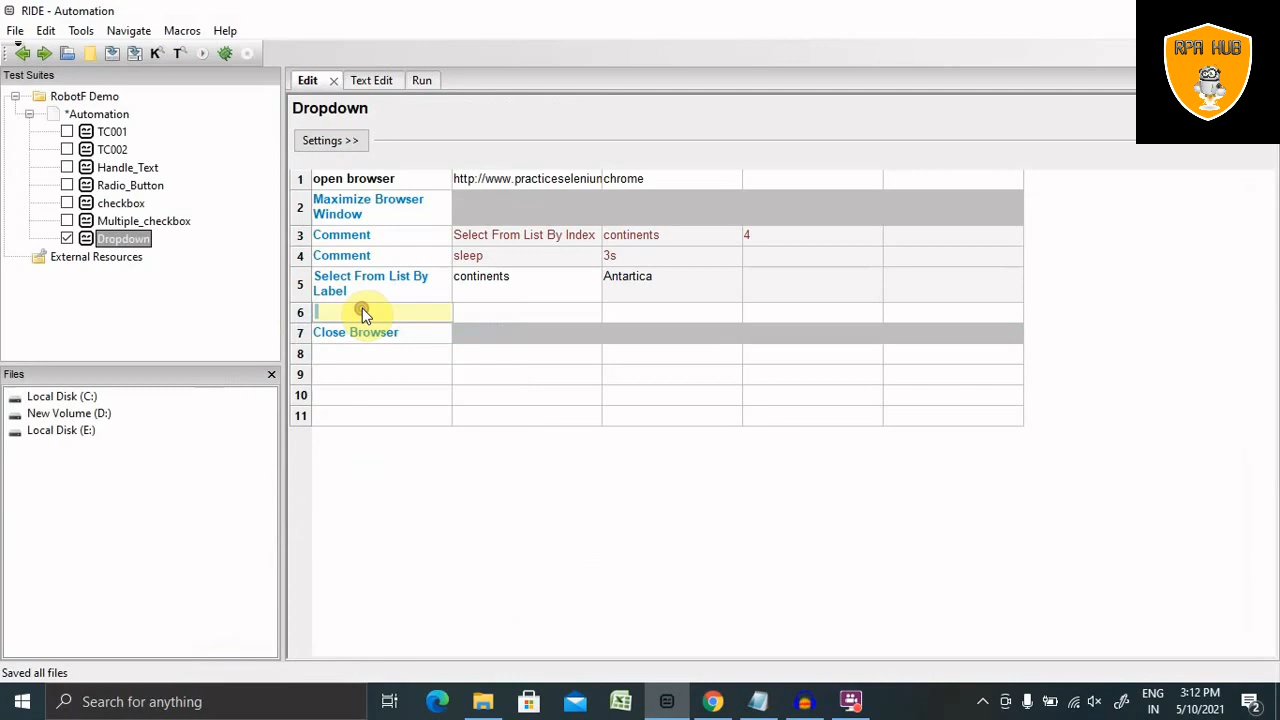 RIDE - Automation
File Edit Tools Navigate Macros Help
RPA HUB
Test Suites
RobotF Demo
*Automation
TC001
TC002
Handle_Text
Radio_Button
checkbox
Multiple_checkbox
Dropdown
External Resources
Files
Local Disk (C:)
New Volume (D:)
Local Disk (E:)
Edit Text Edit Run
Dropdown
Settings >>
1 open browser http://www.practiceseleniun chrome
2 Maximize Browser
Window
3 Comment Select From List By Index continents 4
4 Comment sleep 3s
5 Select From List By
Label continents Antartica
6
7 Close Browser
8
9
10
11
Saved all files
Search for anything
ENG
IN
3:12 PM
5/10/2021
2